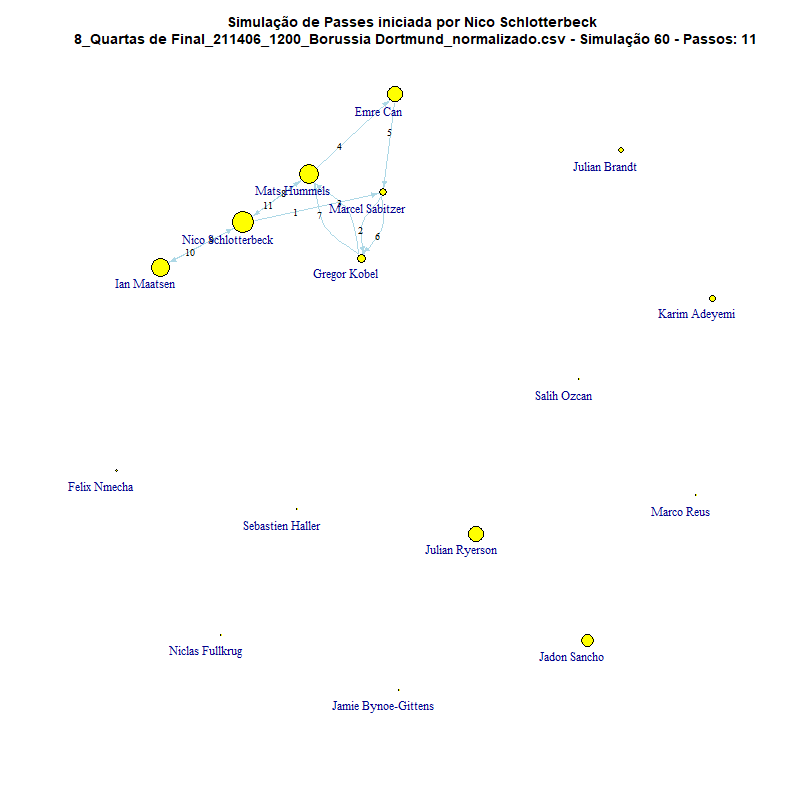 Simulação de Passes iniciada por Nico Schlotterbeck
8_Quartas de Final_211406_1200_Borussia Dortmund_normalizado.csv - Simulação 60 - Passos: 11
Emre Can
4
5
Julian Brandt
Hummels
11
1
3
7
Marcel Sabitzer
2
6
Nico Schlotterbeck
10
Gregor Kobel
Ian Maatsen
Karim Adeyemi
Salih Ozcan
Felix Nmecha
Marco Reus
Sebastien Haller
Julian Ryerson
Niclas Fullkrug
Jadon Sancho
Jamie Bynoe-Gittens